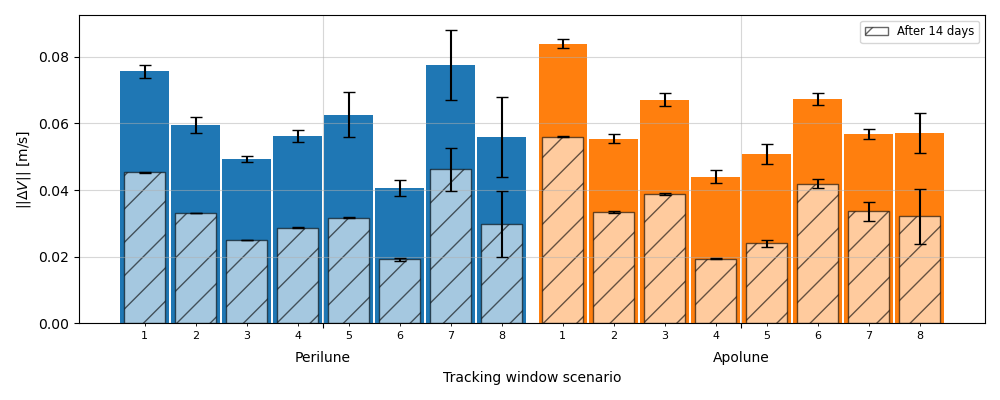 After 14 days
0.08
0.06
0.04
0.02
0.00
||ΔV|| [m/s]
1 2 3 4 5 6 7 8 1 2 3 4 5 6 7 8
Perilune Apolune
Tracking window scenario